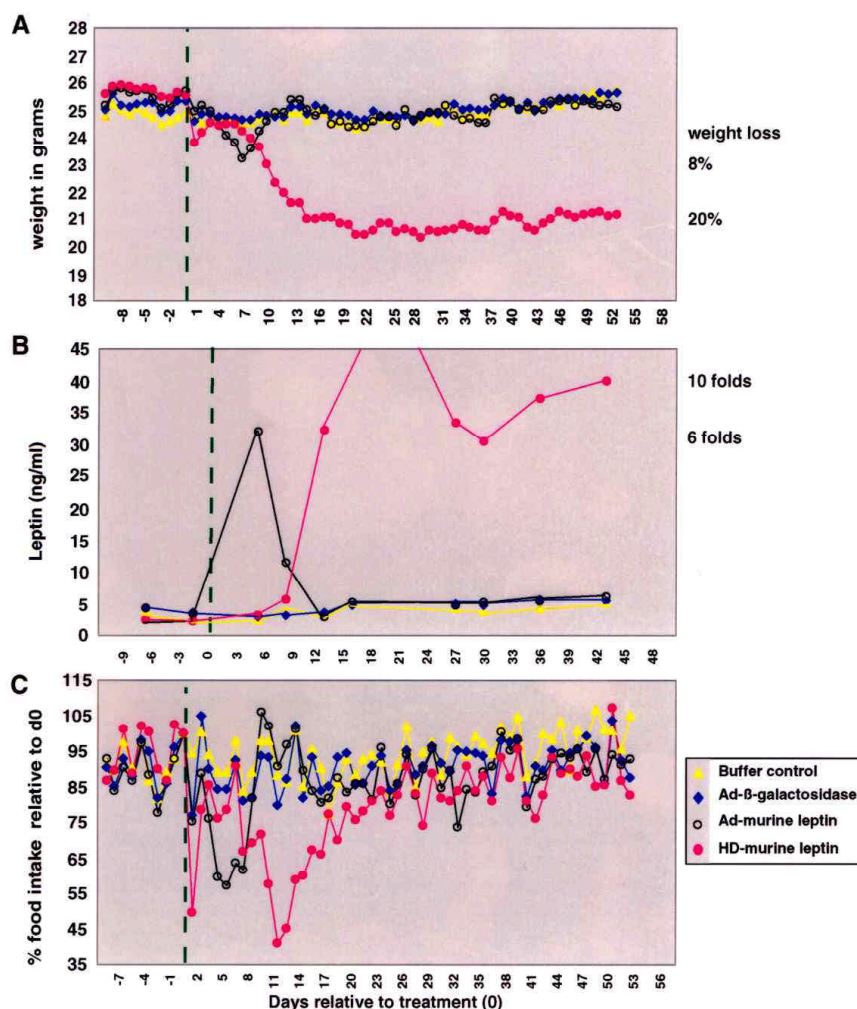 A
28
27
26
25
24
23
22
21
20
19
18
weight in grams
weight loss
8%
20%
-8 -5 -2 1 4 7 10 13 16 19 22 25 28 31 34 37 40 43 46 49 52 55 58
B
45
40
35
30
25
20
15
10
5
0
Leptin (ng/ml)
10 folds
6 folds
-9 -6 -3 0 3 6 9 12 15 18 21 24 27 30 33 36 39 42 45 48
C
115
105
95
85
75
65
55
45
35
% food intake relative to d0
-7 -4 -1 2 5 8 11 14 17 20 23 26 29 32 35 38 41 44 47 50 53 56
Days relative to treatment (0)
Buffer control
Ad-ß-galactosidase
Ad-murine leptin
HD-murine leptin